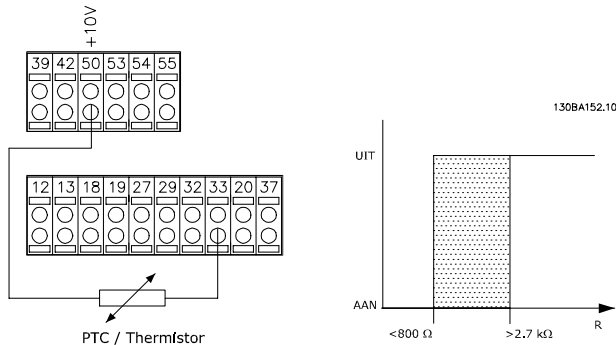 +10V
39 42 50 53 54 55
12 13 18 19 27 29 32 33 20 37
PTC / Thermistor
130BA152.10
UIT
AAN
<800 Ω
>2.7 kΩ
R